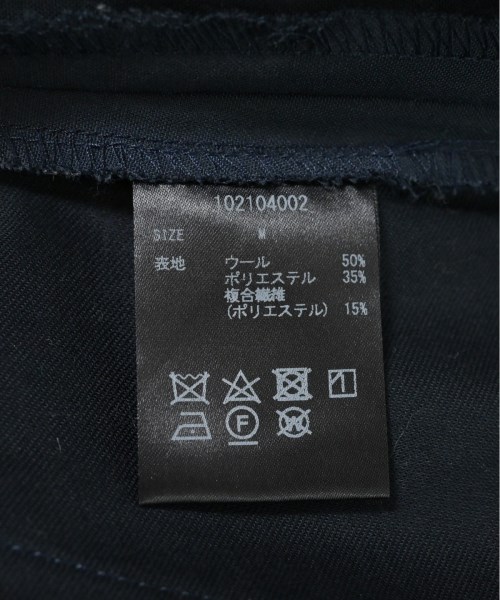 102104002
SIZE M
表地 ウール 50%
ポリエステル 35%
複合繊維
(ポリエステル) 15%
F
W